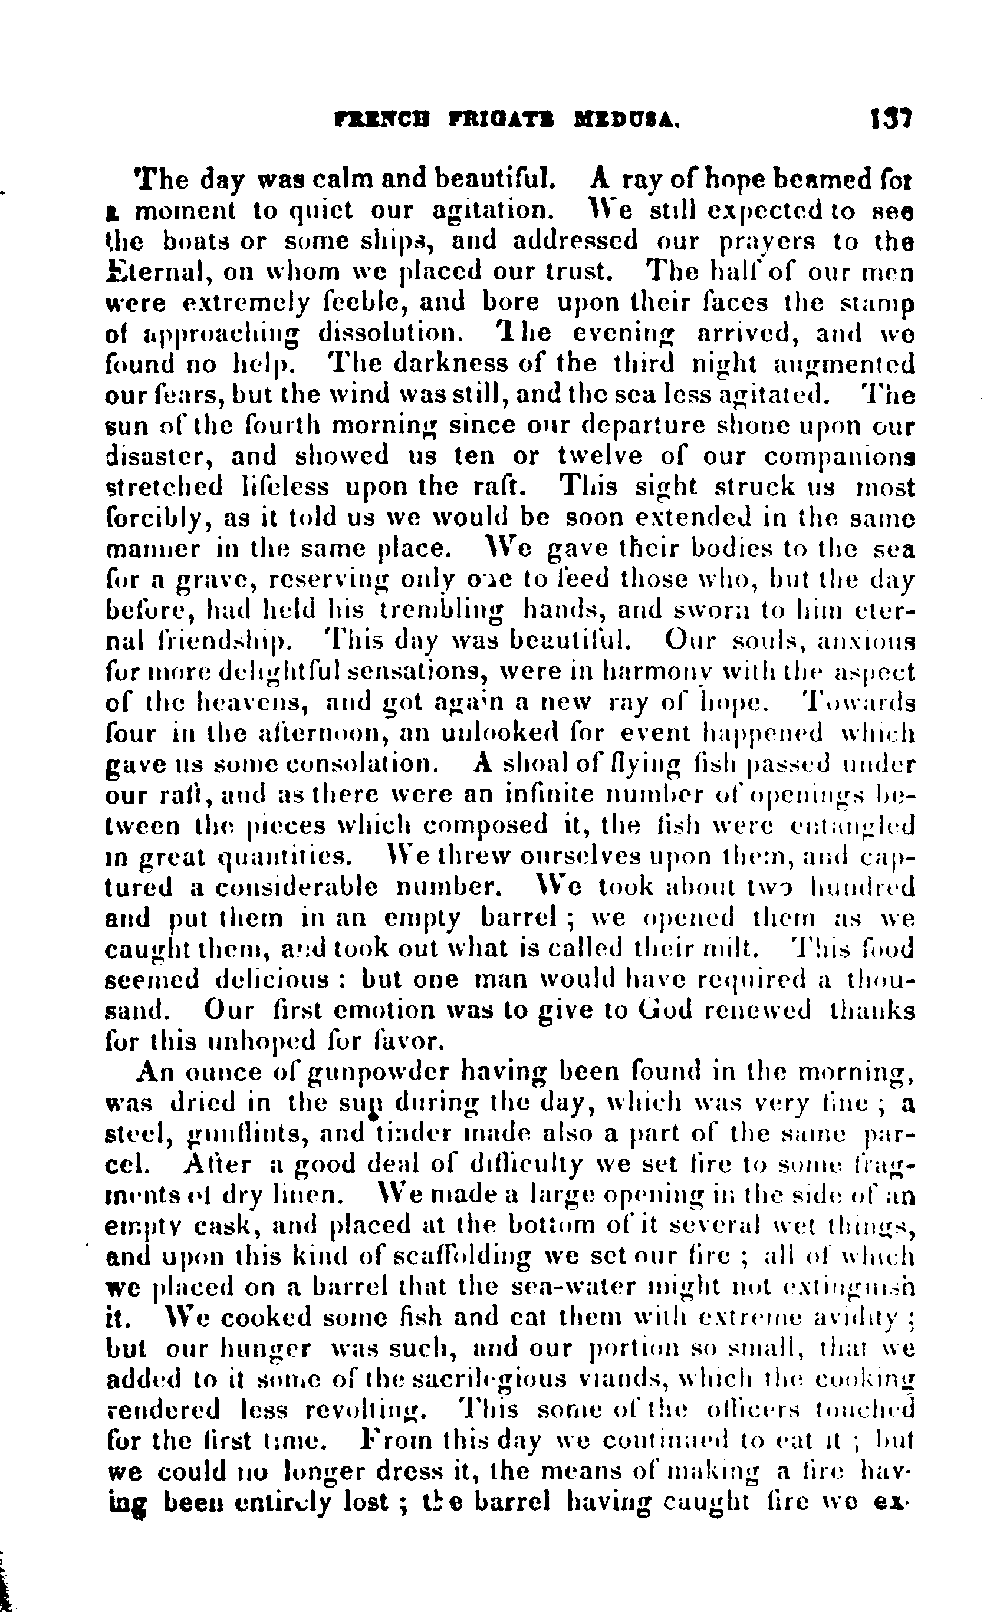 FRENCH FRIGATE MEDUSA. 137
The day was calm and beautiful. A ray of hope beamed for
a moment to quiet our agitation. We still expected to see
the boats or some ships, and addressed our prayers to the
Eternal, on whom we placed our trust. The half of our men
were extremely feeble, and bore upon their faces the stamp
of approaching dissolution. The evening arrived, and we
found no help. The darkness of the third night augmented
our fears, but the wind was still, and the sea less agitated. The
sun of the fourth morning since our departure shone upon our
disaster, and showed us ten or twelve of our companions
stretched lifeless upon the raft. This sight struck us most
forcibly, as it told us we would be soon extended in the same
manner in the same place. We gave their bodies to the sea
for a grave, reserving only one to feed those who, but the day
before, had held his trembling hands, and sworn to him eter-
nal friendship. This day was beautiful. Our souls, anxious
for more delightful sensations, were in harmony with the aspect
of the heavens, and got again a new ray of hope. Towards
four in the afternoon, an unlooked for event happened which
gave us some consolation. A shoal of flying fish passed under
our raft, and as there were an infinite number of openings be-
tween the pieces which composed it, the fish were entangled
in great quantities. We threw ourselves upon them, and cap-
tured a considerable number. We took about two hundred
and put them in an empty barrel ; we opened them as we
caught them, and took out what is called their milt. This food
seemed delicious : but one man would have required a thou-
sand. Our first emotion was to give to God renewed thanks
for this unhoped for favor.
An ounce of gunpowder having been found in the morning,
was dried in the sun during the day, which was very fine ; a
steel, gunflints, and tinder made also a part of the same par-
cel. After a good deal of difficulty we set fire to some frag-
ments of dry linen. We made a large opening in the side of an
empty cask, and placed at the bottom of it several wet things,
and upon this kind of scaffolding we set our fire ; all of which
we placed on a barrel that the sea-water might not extinguish
it. We cooked some fish and eat them with extreme avidity ;
but our hunger was such, and our portion so small, that we
added to it some of the sacrilegious viands, which the cooking
rendered less revolting. This some of the officers touched
for the first time. From this day we continued to eat it ; but
we could no longer dress it, the means of making a fire hav-
ing been entirely lost ; the barrel having caught fire we ex-